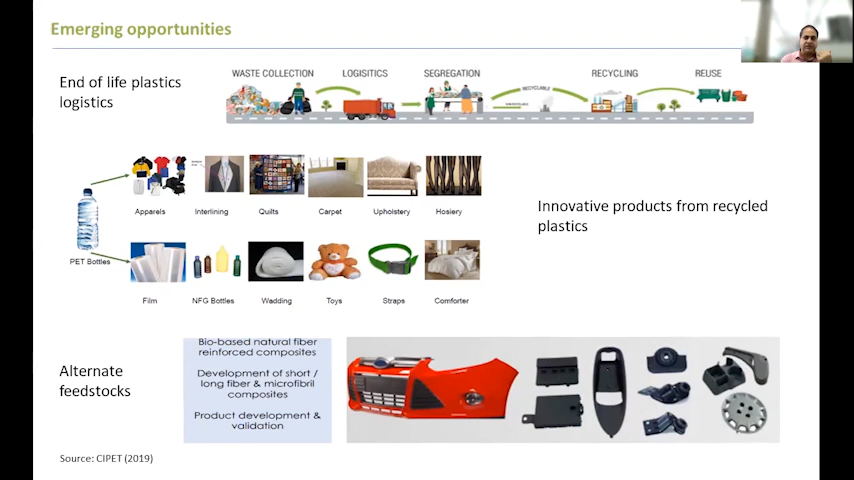 Emerging opportunities
End of life plastics
logistics
WASTE COLLECTION
LOGISITICS
SEGREGATION
RECYCLING
REUSE
RECYCLABLE
Apparels
Interlining
Quilts
Carpet
Upholstery
Hosiery
Innovative products from recycled
plastics
PET Bottles
Film
NFG Bottles
Wadding
Toys
Straps
Comforter
Alternate
feedstocks
Bio-based natural fiber
reinforced composites
Development of short /
long fiber & microfibril
composites
Product development &
validation
Source: CIPET (2019)